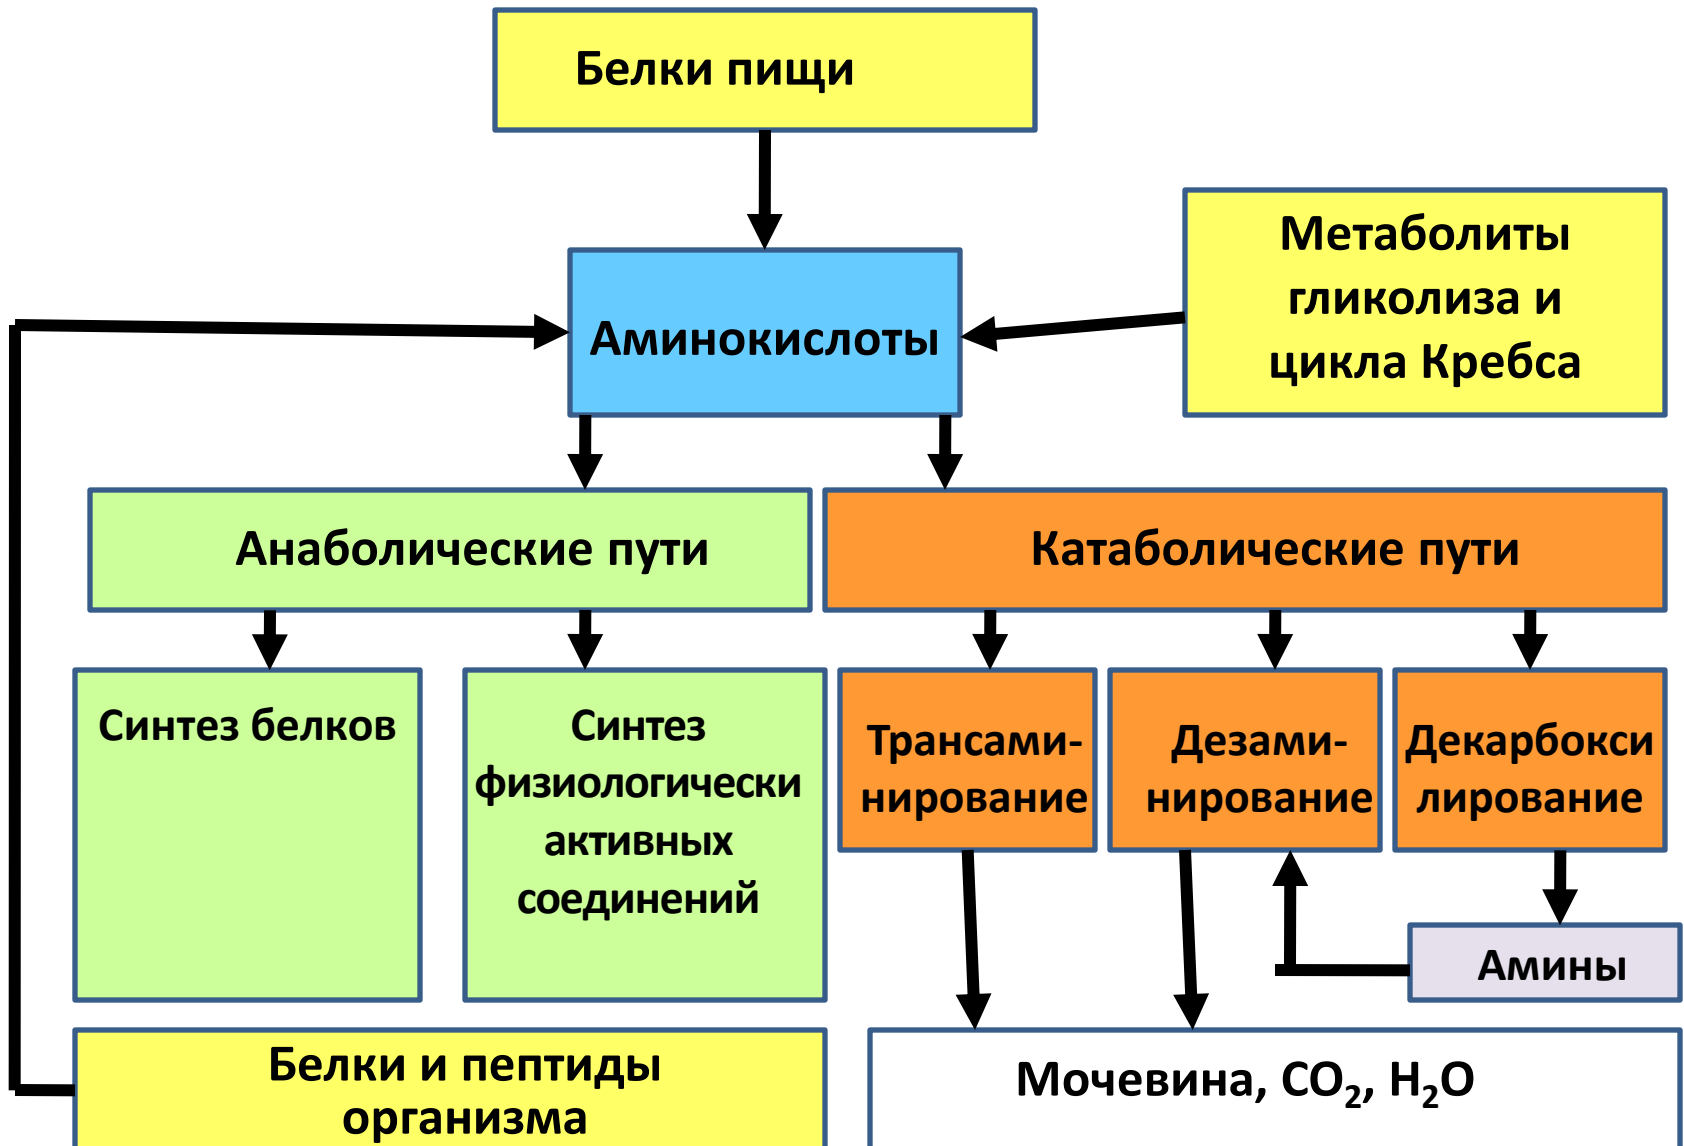 Белки пищи
Метаболиты
гликолиза и
цикла Кребса
Аминокислоты
Анаболические пути
Катаболические пути
Синтез белков
Синтез
физиологически
активных
соединений
Трансами-
нирование
Дезами-
нирование
Декарбокси
лирование
Амины
Белки и пептиды
организма
Мочевина, CO₂, H₂O